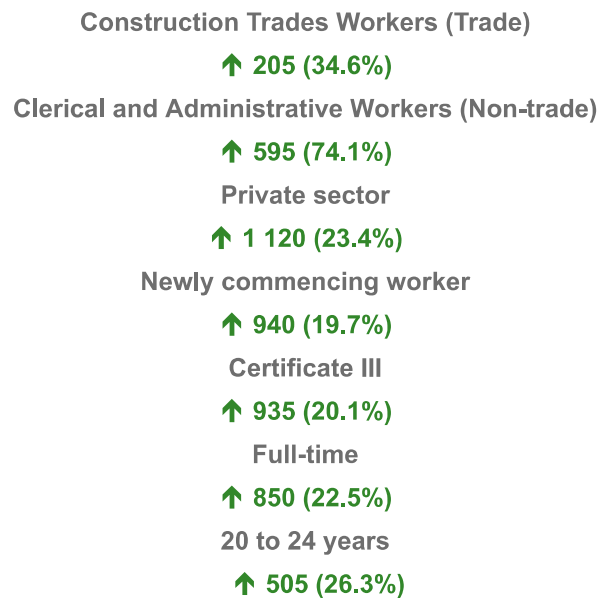 Construction Trades Workers (Trade)
↑ 205 (34.6%)
Clerical and Administrative Workers (Non-trade)
↑ 595 (74.1%)
Private sector
↑ 1 120 (23.4%)
Newly commencing worker
↑ 940 (19.7%)
Certificate III
↑ 935 (20.1%)
Full-time
↑ 850 (22.5%)
20 to 24 years
↑ 505 (26.3%)